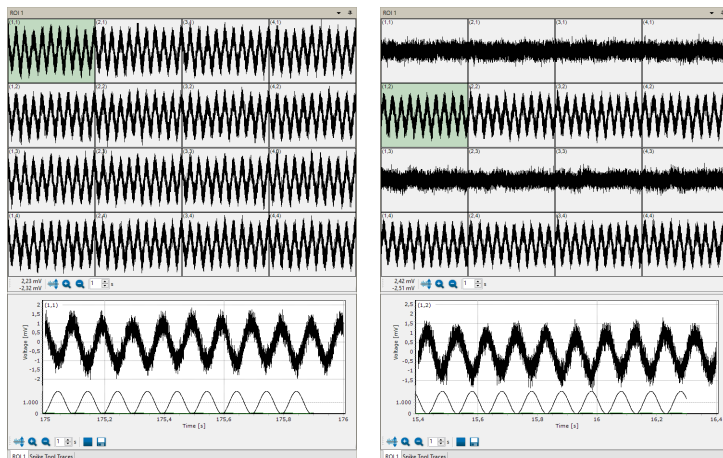 ROI 1
(1,1) (2,1) (3,1) (4,1)
(1,2) (2,2) (3,2) (4,2)
(1,3) (2,3) (3,3) (4,3)
(1,4) (2,4) (3,4) (4,4)
2,23 mV
-2,32 mV
1 s
(1,1)
Voltage [mV]
2
1,5
1
0,5
0
-0,5
-1
-1,5
-2
1.000
0
175 175,2 175,4 175,6 175,8 176
Time [s]
1 s
ROI 1 Spike Tool Traces
ROI 1
(1,1) (2,1) (3,1) (4,1)
(1,2) (2,2) (3,2) (4,2)
(1,3) (2,3) (3,3) (4,3)
(1,4) (2,4) (3,4) (4,4)
2,42 mV
-2,51 mV
1 s
(1,2)
Voltage [mV]
2,5
2
1,5
1
0,5
0
-0,5
-1
-1,5
1.000
0
15,4 15,6 15,8 16 16,2 16,4
Time [s]
1 s
ROI 1 Spike Tool Traces